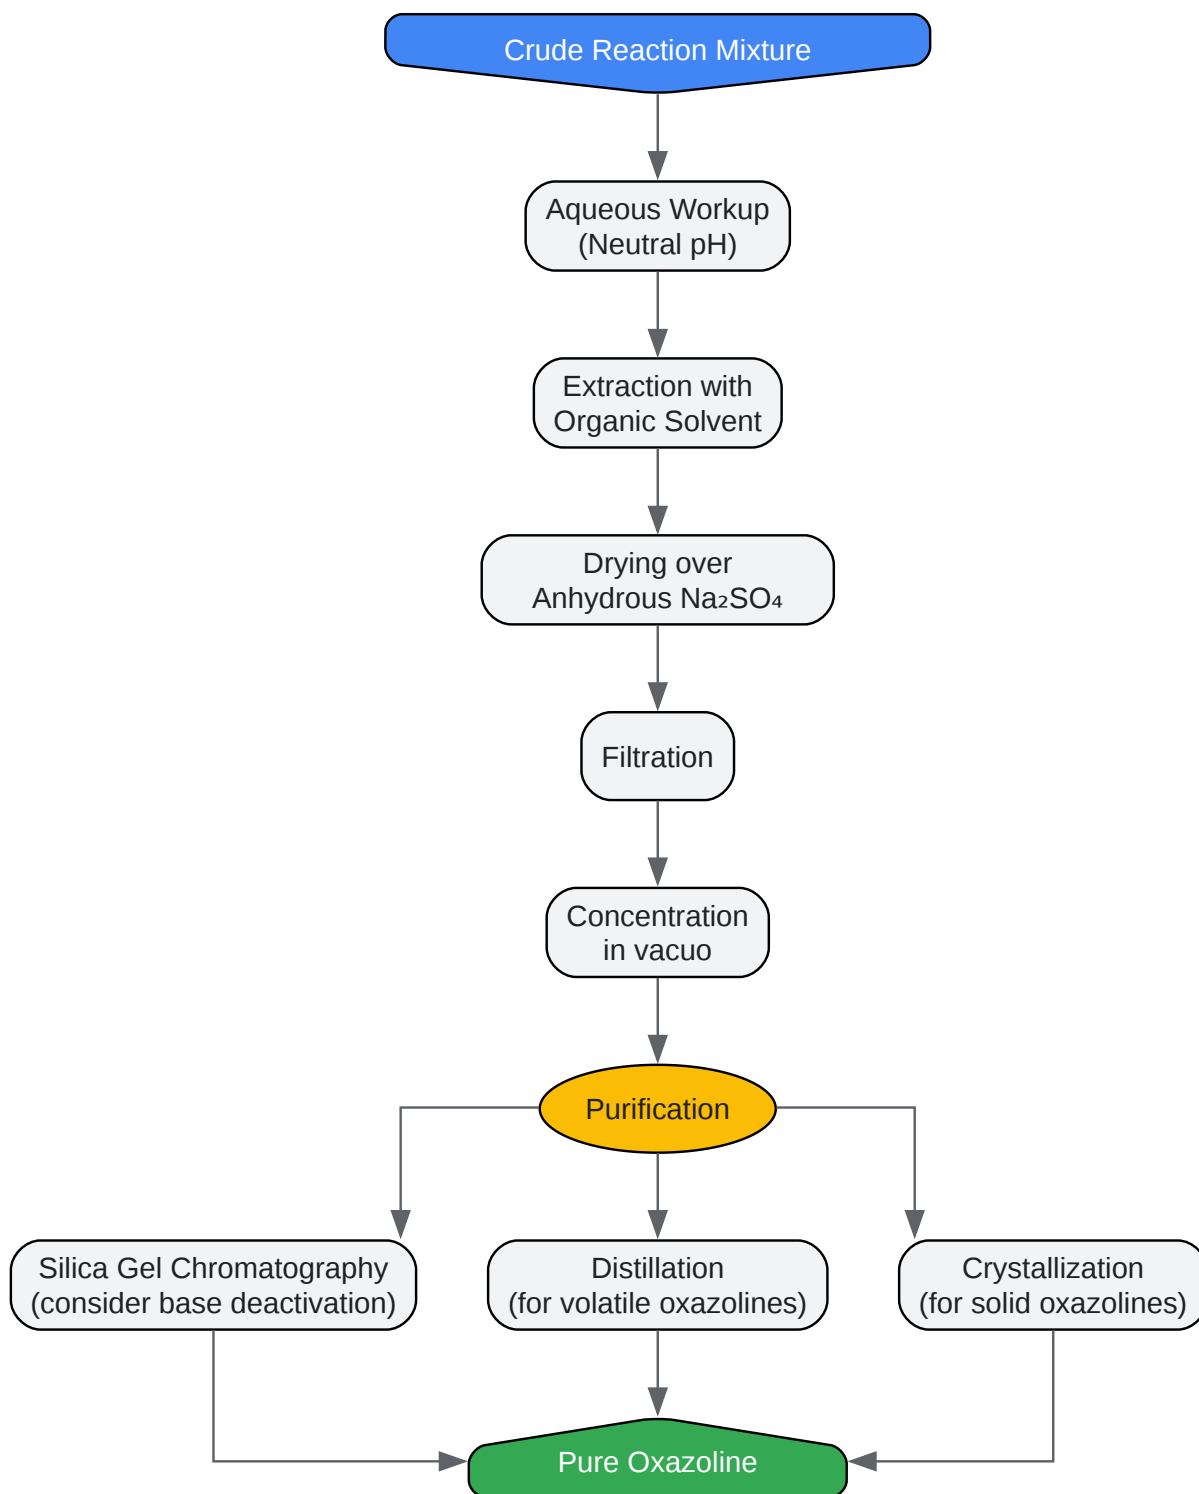 Crude Reaction Mixture
Aqueous Workup
(Neutral pH)
Extraction with
Organic Solvent
Drying over
Anhydrous Na₂SO₄
Filtration
Concentration
in vacuo
Purification
Silica Gel Chromatography
(consider base deactivation)
Distillation
(for volatile oxazolines)
Crystallization
(for solid oxazolines)
Pure Oxazoline